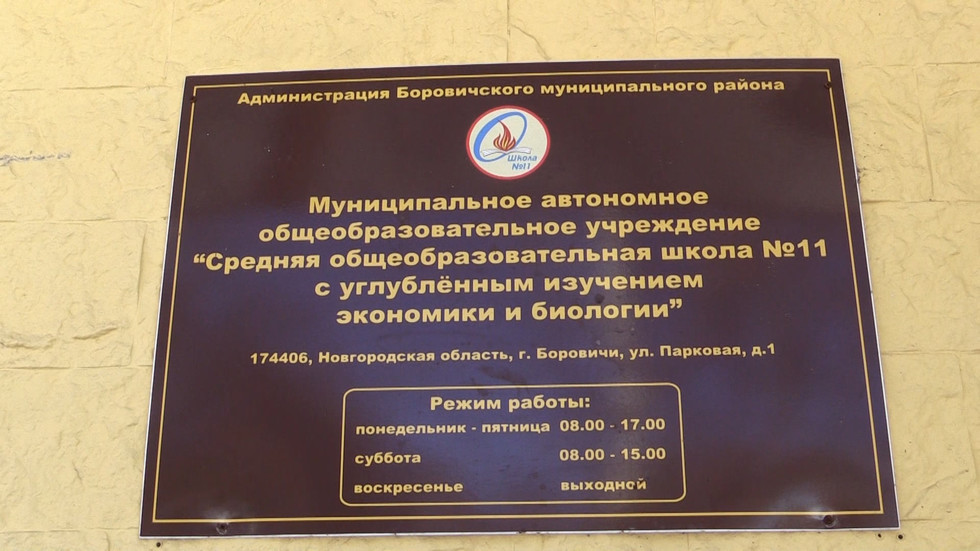 Администрация Боровичского муниципального района
Школа
№11
Муниципальное автономное
общеобразовательное учреждение
“Средняя общеобразовательная школа №11
с углублённым изучением
экономики и биологии”
174406, Новгородская область, г. Боровичи, ул. Парковая, д.1
Режим работы:
понедельник - пятница 08.00 - 17.00
суббота 08.00 - 15.00
воскресенье выходной